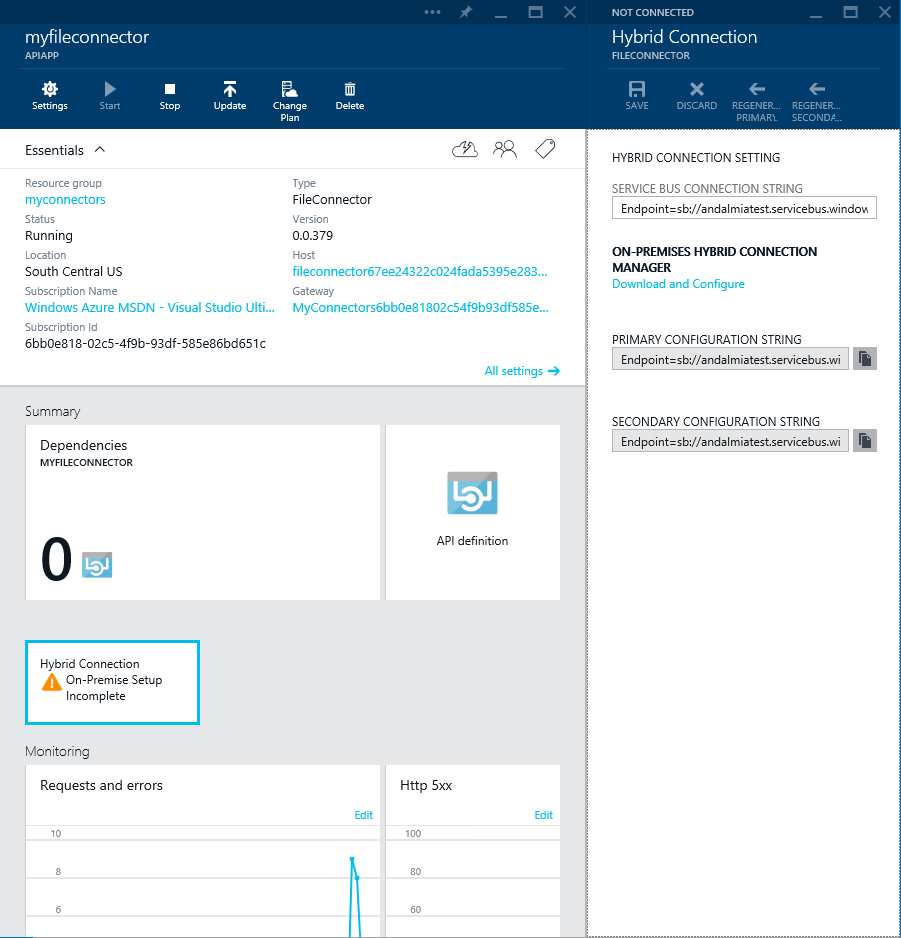 myfileconnector
APIAPP
Settings
Start
Stop
Update
Change
Plan
Delete
Essentials
Resource group
myconnectors
Type
FileConnector
Status
Running
Version
0.0.379
Location
South Central US
Host
fileconnector67ee24322c024fada5395e283...
Subscription Name
Windows Azure MSDN - Visual Studio Ulti...
Gateway
MyConnectors6bb0e81802c54f9b93df585e...
Subscription Id
6bb0e818-02c5-4f9b-93df-585e86bd651c
All settings
Summary
Dependencies
MYFILECONNECTOR
0
API definition
Hybrid Connection
On-Premise Setup
Incomplete
Monitoring
Requests and errors
Edit
10
8
6
Http 5xx
Edit
100
80
60
NOT CONNECTED
Hybrid Connection
FILECONNECTOR
SAVE
DISCARD
REGENER...
PRIMARY
REGENER...
SECONDA...
HYBRID CONNECTION SETTING
SERVICE BUS CONNECTION STRING
Endpoint=sb://andalmiatest.servicebus.window
ON-PREMISES HYBRID CONNECTION
MANAGER
Download and Configure
PRIMARY CONFIGURATION STRING
Endpoint=sb://andalmiatest.servicebus.wi
SECONDARY CONFIGURATION STRING
Endpoint=sb://andalmiatest.servicebus.wi